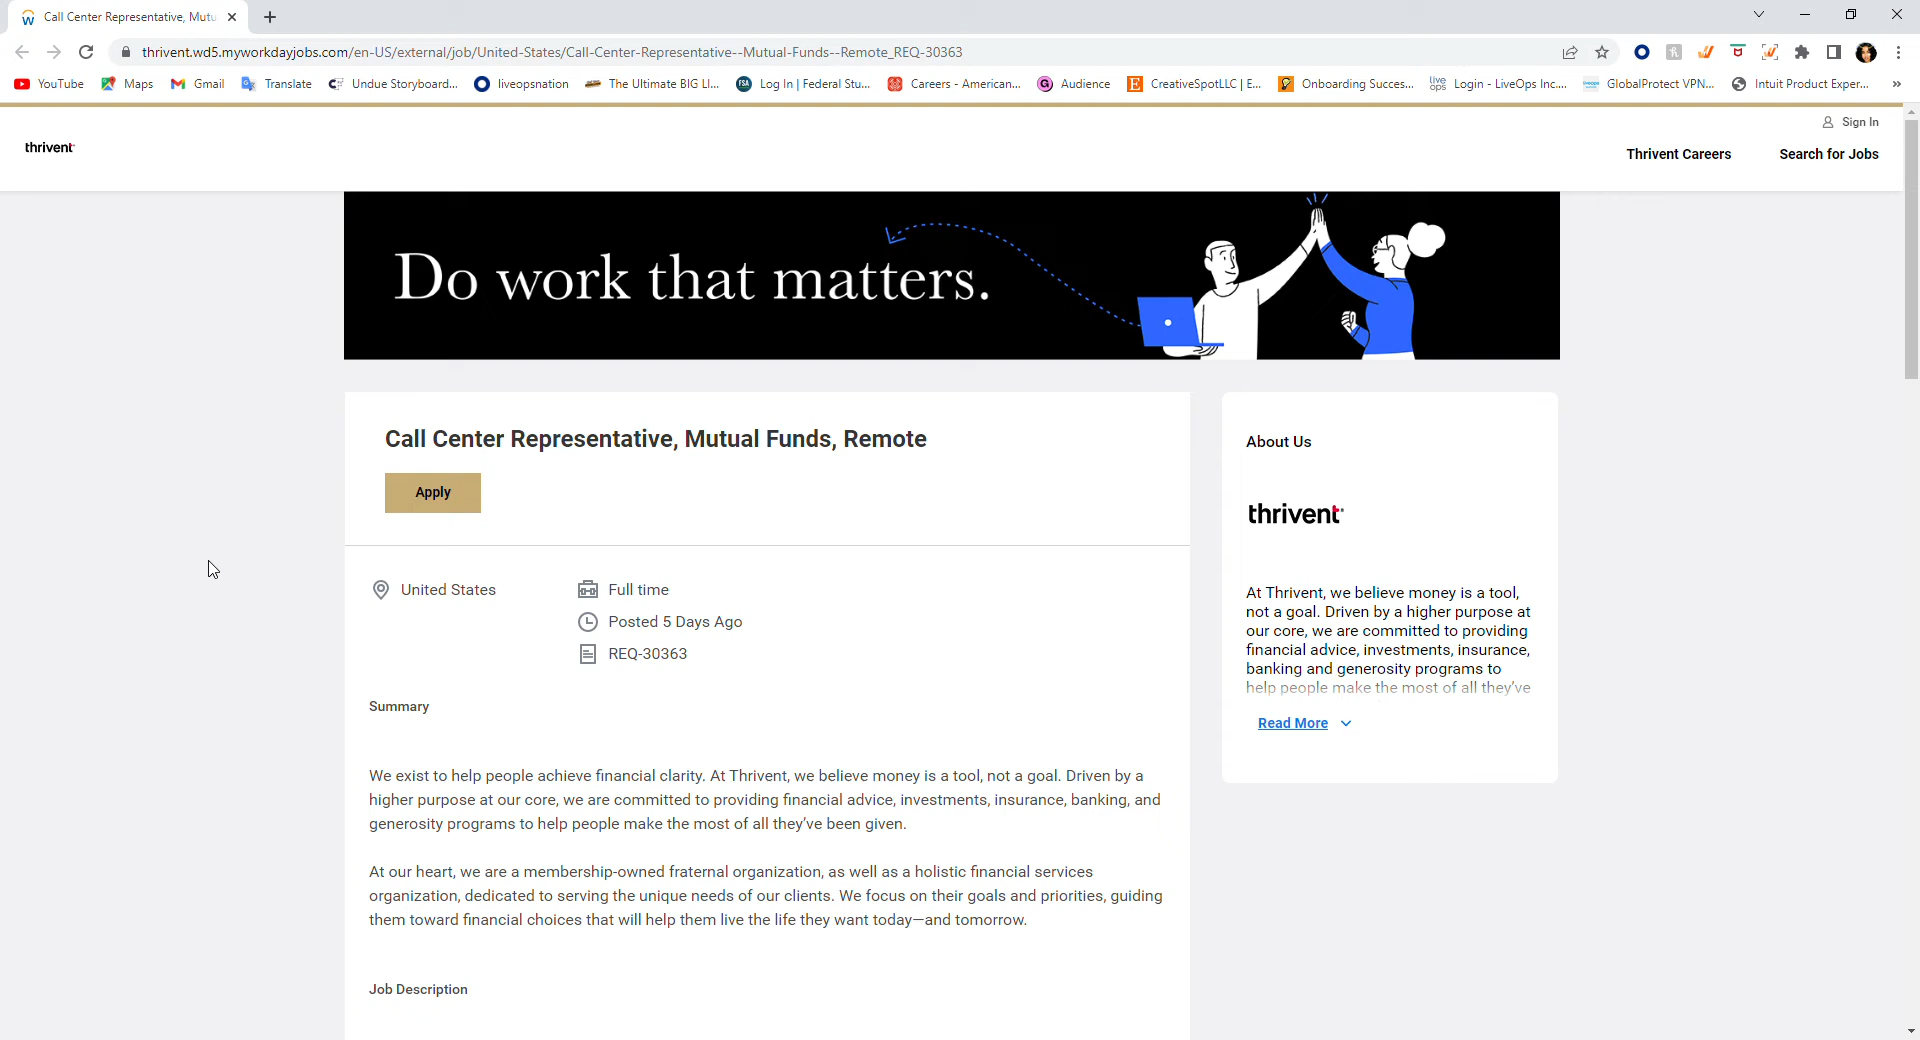 Call Center Representative, Mutu
thrivent.wd5.myworkdayjobs.com/en-US/external/job/United-States/Call-Center-Representative--Mutual-Funds--Remote_REQ-30363
YouTube Maps Gmail Translate Undue Storyboard... liveopsnation The Ultimate BIG LI... FSA Log In | Federal Stu... Careers - American... Audience CreativeSpotLLC | E... Onboarding Succes... live ops Login - LiveOps Inc.... GlobalProtect VPN... Intuit Product Exper... »
Sign In
thrivent
Thrivent Careers Search for Jobs
Do work that matters.
Call Center Representative, Mutual Funds, Remote
Apply
United States
Full time
Posted 5 Days Ago
REQ-30363
Summary
We exist to help people achieve financial clarity. At Thrivent, we believe money is a tool, not a goal. Driven by a
higher purpose at our core, we are committed to providing financial advice, investments, insurance, banking, and
generosity programs to help people make the most of all they've been given.
At our heart, we are a membership-owned fraternal organization, as well as a holistic financial services
organization, dedicated to serving the unique needs of our clients. We focus on their goals and priorities, guiding
them toward financial choices that will help them live the life they want today—and tomorrow.
Job Description
About Us
thrivent
At Thrivent, we believe money is a tool,
not a goal. Driven by a higher purpose at
our core, we are committed to providing
financial advice, investments, insurance,
banking and generosity programs to
help people make the most of all they've
Read More